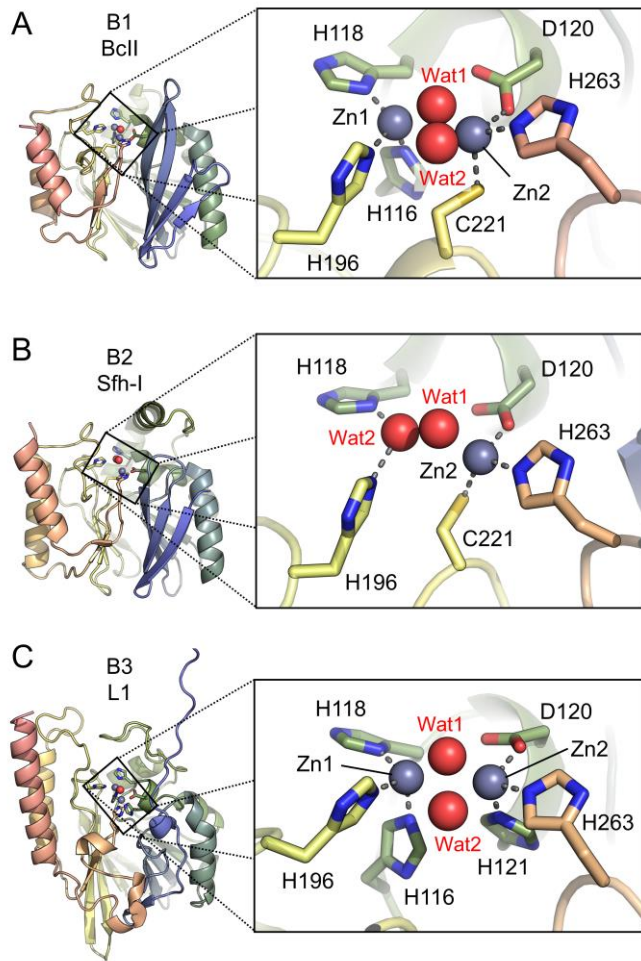 A
B1
BcII
H118
D120
Wat1
H263
Zn1
Wat2
Zn2
H116
C221
H196
B
B2
Sfh-I
H118
D120
Wat1
H263
Wat2
Zn2
C221
H196
C
B3
L1
H118
D120
Wat1
Zn1
Zn2
H263
Wat2
H196
H121
H116